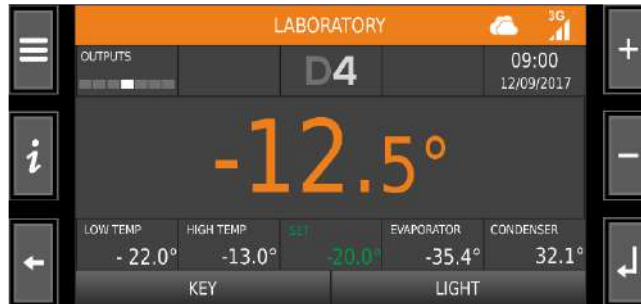 LABORATORY
3G
OUTPUTS
D4
09:00
12/09/2017
-12.5°
LOW TEMP
HIGH TEMP
SET
EVAPORATOR
CONDENSER
- 22.0°
-13.0°
-20.0°
-35.4°
32.1°
KEY
LIGHT
+
i
−